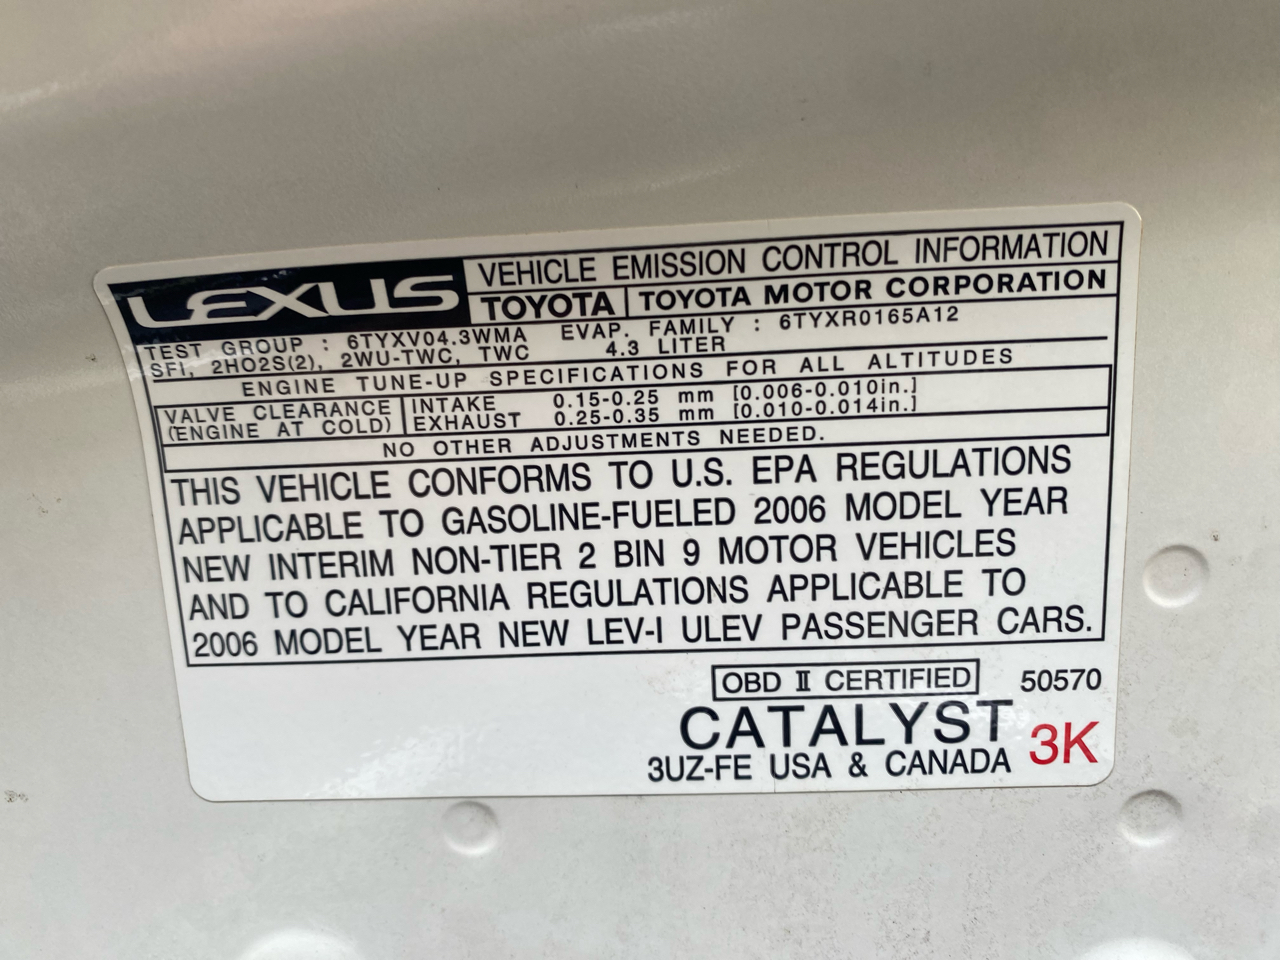 LEXUS
VEHICLE EMISSION CONTROL INFORMATION
TOYOTA | TOYOTA MOTOR CORPORATION
TEST GROUP : 6TYXV04.3WMA EVAP. FAMILY : 6TYXR0165A12
SFI, 2HO2S(2), 2WU-TWC, TWC 4.3 LITER
ENGINE TUNE-UP SPECIFICATIONS FOR ALL ALTITUDES
VALVE CLEARANCE INTAKE 0.15-0.25 mm [0.006-0.010in.]
(ENGINE AT COLD) EXHAUST 0.25-0.35 mm [0.010-0.014in.]
NO OTHER ADJUSTMENTS NEEDED.
THIS VEHICLE CONFORMS TO U.S. EPA REGULATIONS
APPLICABLE TO GASOLINE-FUELED 2006 MODEL YEAR
NEW INTERIM NON-TIER 2 BIN 9 MOTOR VEHICLES
AND TO CALIFORNIA REGULATIONS APPLICABLE TO
2006 MODEL YEAR NEW LEV-I ULEV PASSENGER CARS.
OBD II CERTIFIED 50570
CATALYST
3UZ-FE USA & CANADA 3K